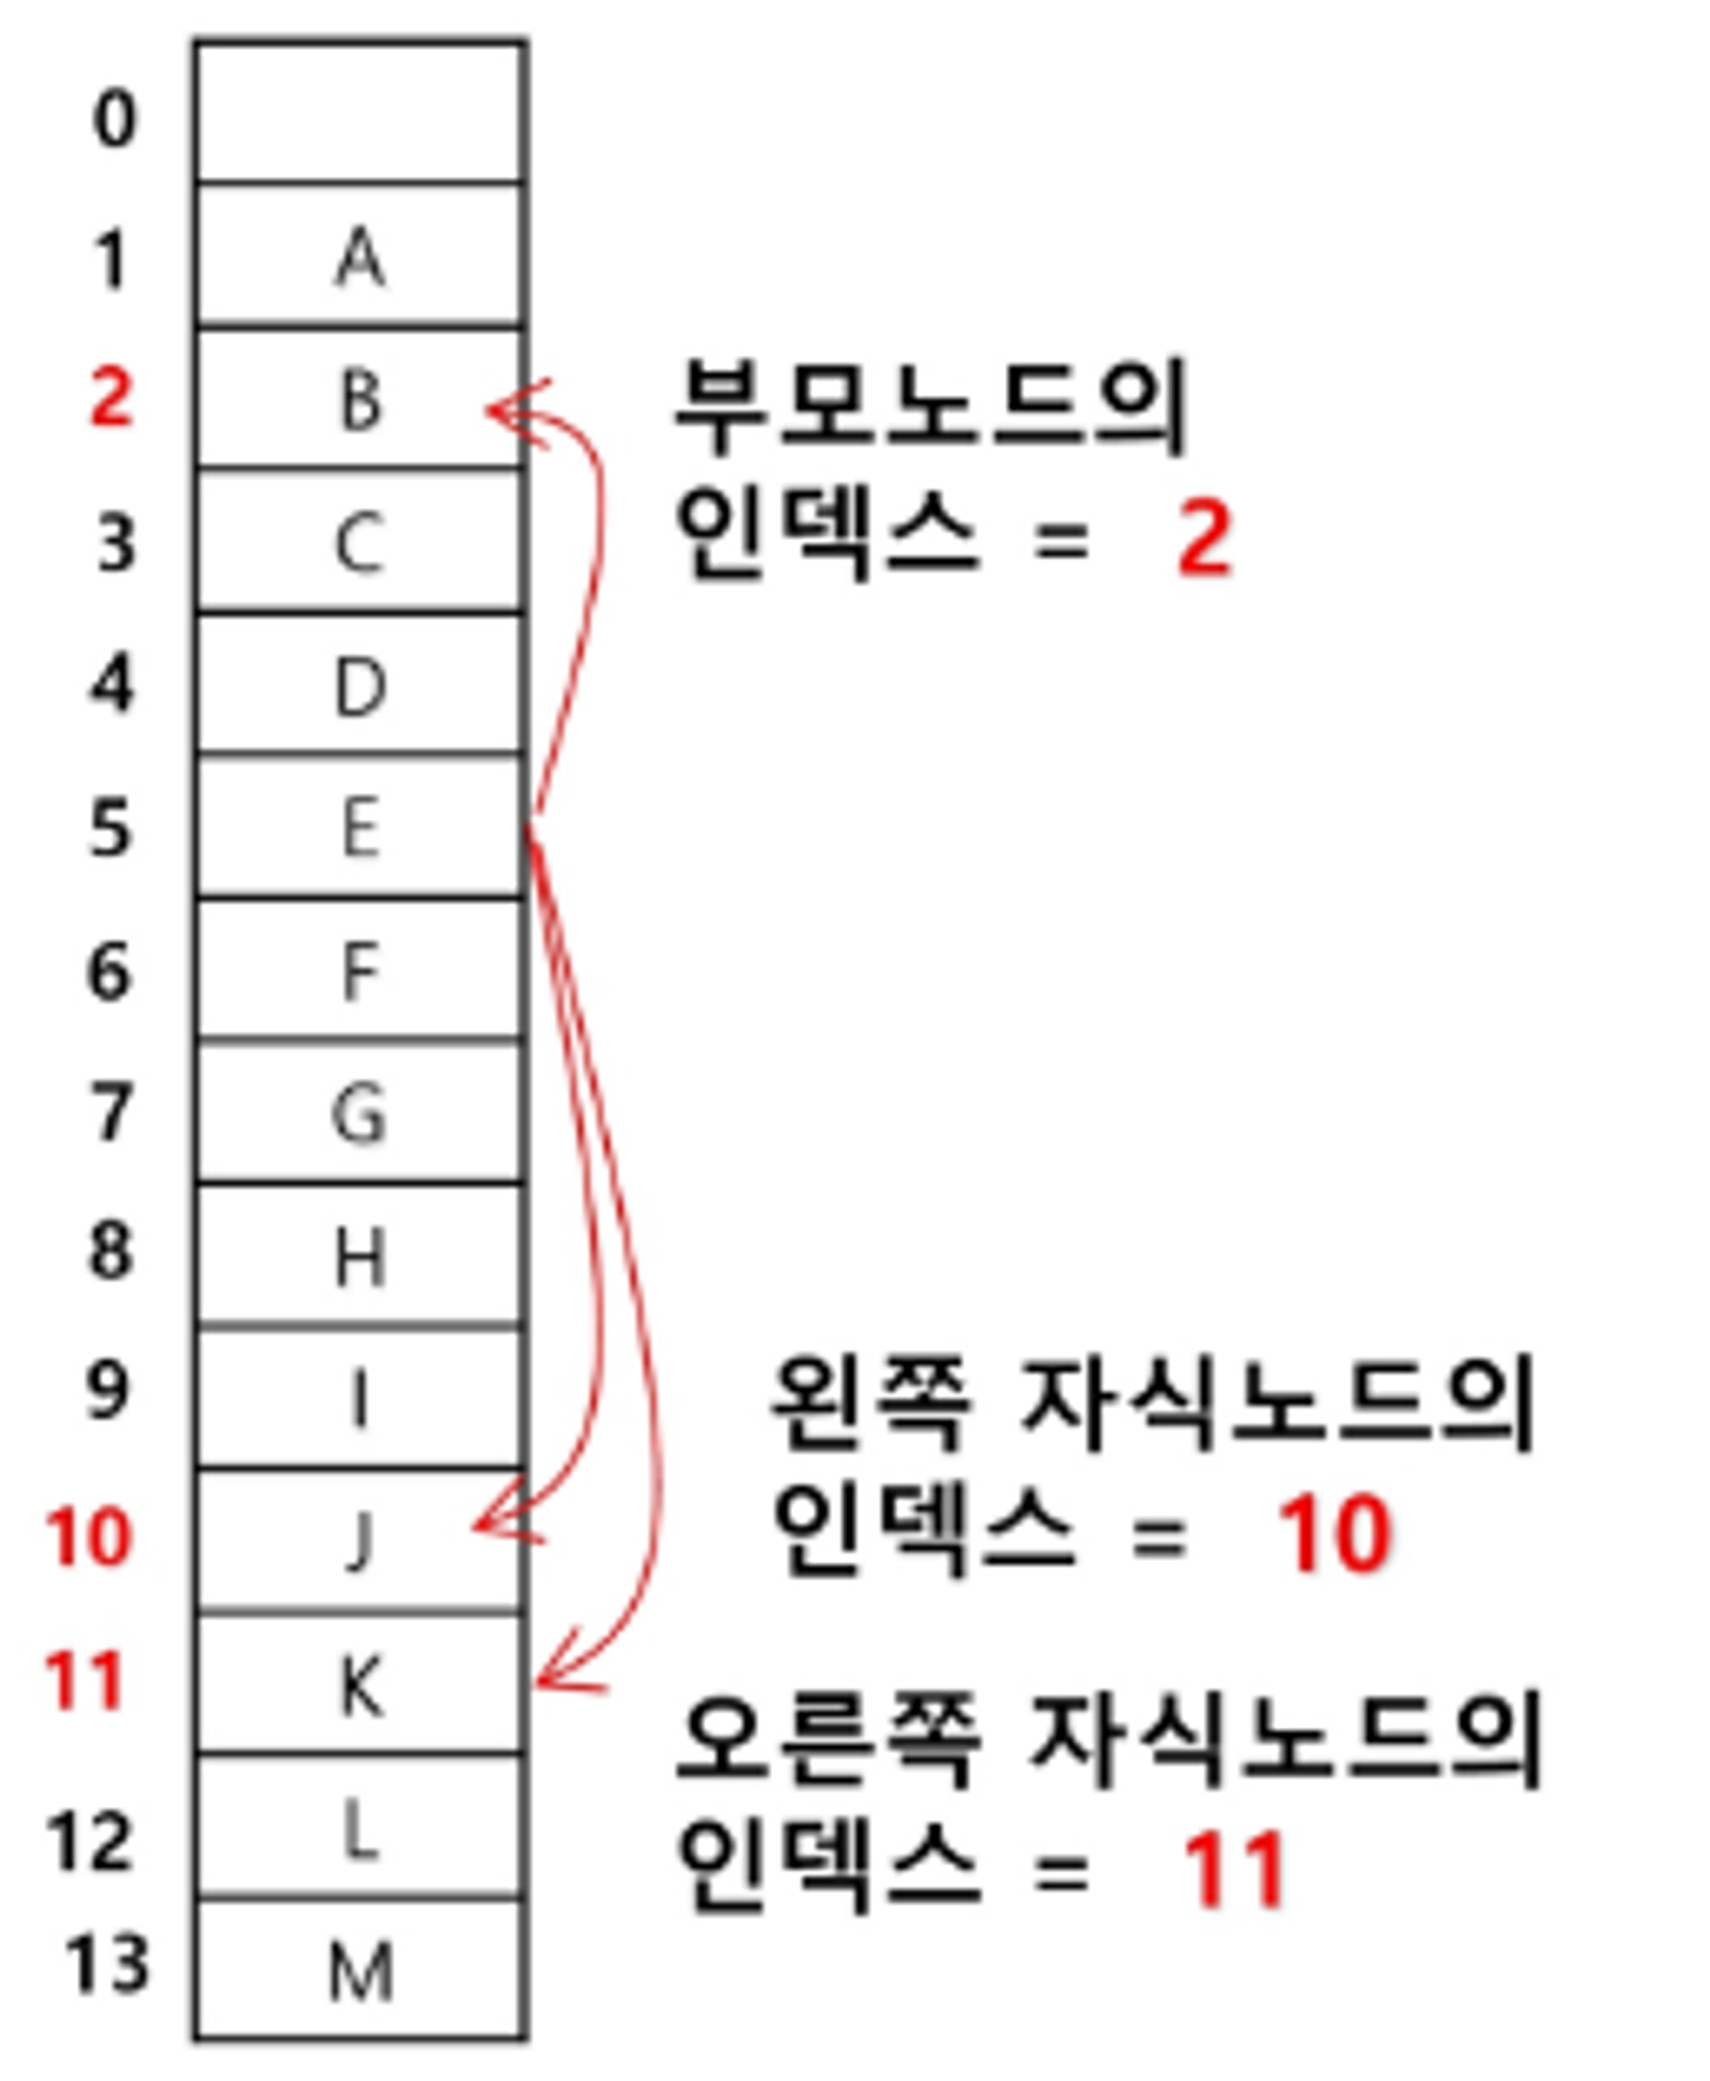 0
1 A
2 B
부모노드의
인덱스 = 2
3 C
4 D
5 E
6 F
7 G
8 H
9 I
왼쪽 자식노드의
인덱스 = 10
10 J
11 K
오른쪽 자식노드의
인덱스 = 11
12 L
13 M